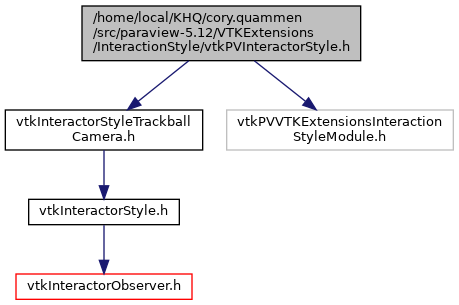 /home/local/KHQ/cory.quammen
/src/paraview-5.12/VTKExtensions
/InteractionStyle/vtkPVInteractorStyle.h
vtkInteractorStyleTrackball
Camera.h
vtkPVVTKExtensionsInteraction
StyleModule.h
vtkInteractorStyle.h
vtkInteractorObserver.h